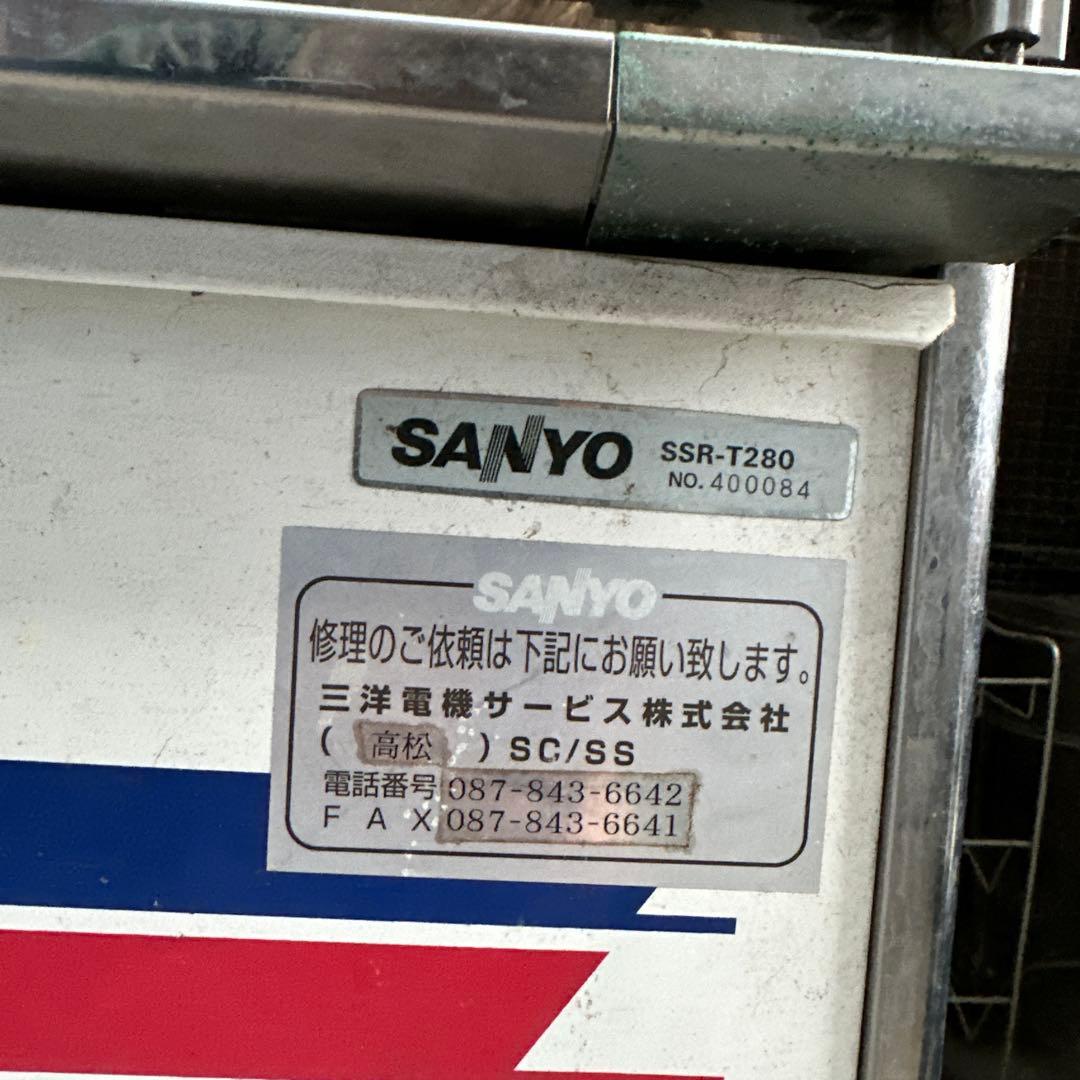 SANYO SSR-T280
NO. 400084
SANYO
修理のご依頼は下記にお願い致します。
三洋電機サービス株式会社
( 高松 ) SC/SS
電話番号 087-843-6642
FAX 087-843-6641